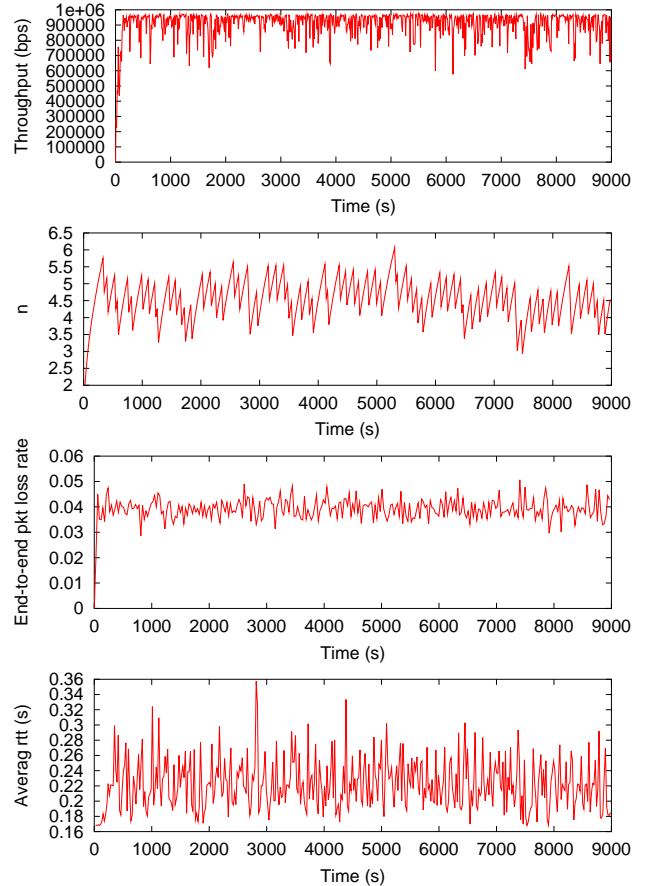 1e+06
900000
800000
700000
600000
500000
400000
300000
200000
100000
0
Throughput (bps)
0 1000 2000 3000 4000 5000 6000 7000 8000 9000
Time (s)
6.5
6
5.5
5
4.5
4
3.5
3
2.5
2
n
0 1000 2000 3000 4000 5000 6000 7000 8000 9000
Time (s)
0.06
0.05
0.04
0.03
0.02
0.01
0
End-to-end pkt loss rate
0 1000 2000 3000 4000 5000 6000 7000 8000 9000
Time (s)
0.36
0.34
0.32
0.3
0.28
0.26
0.24
0.22
0.2
0.18
0.16
Averag rtt (s)
0 1000 2000 3000 4000 5000 6000 7000 8000 9000
Time (s)